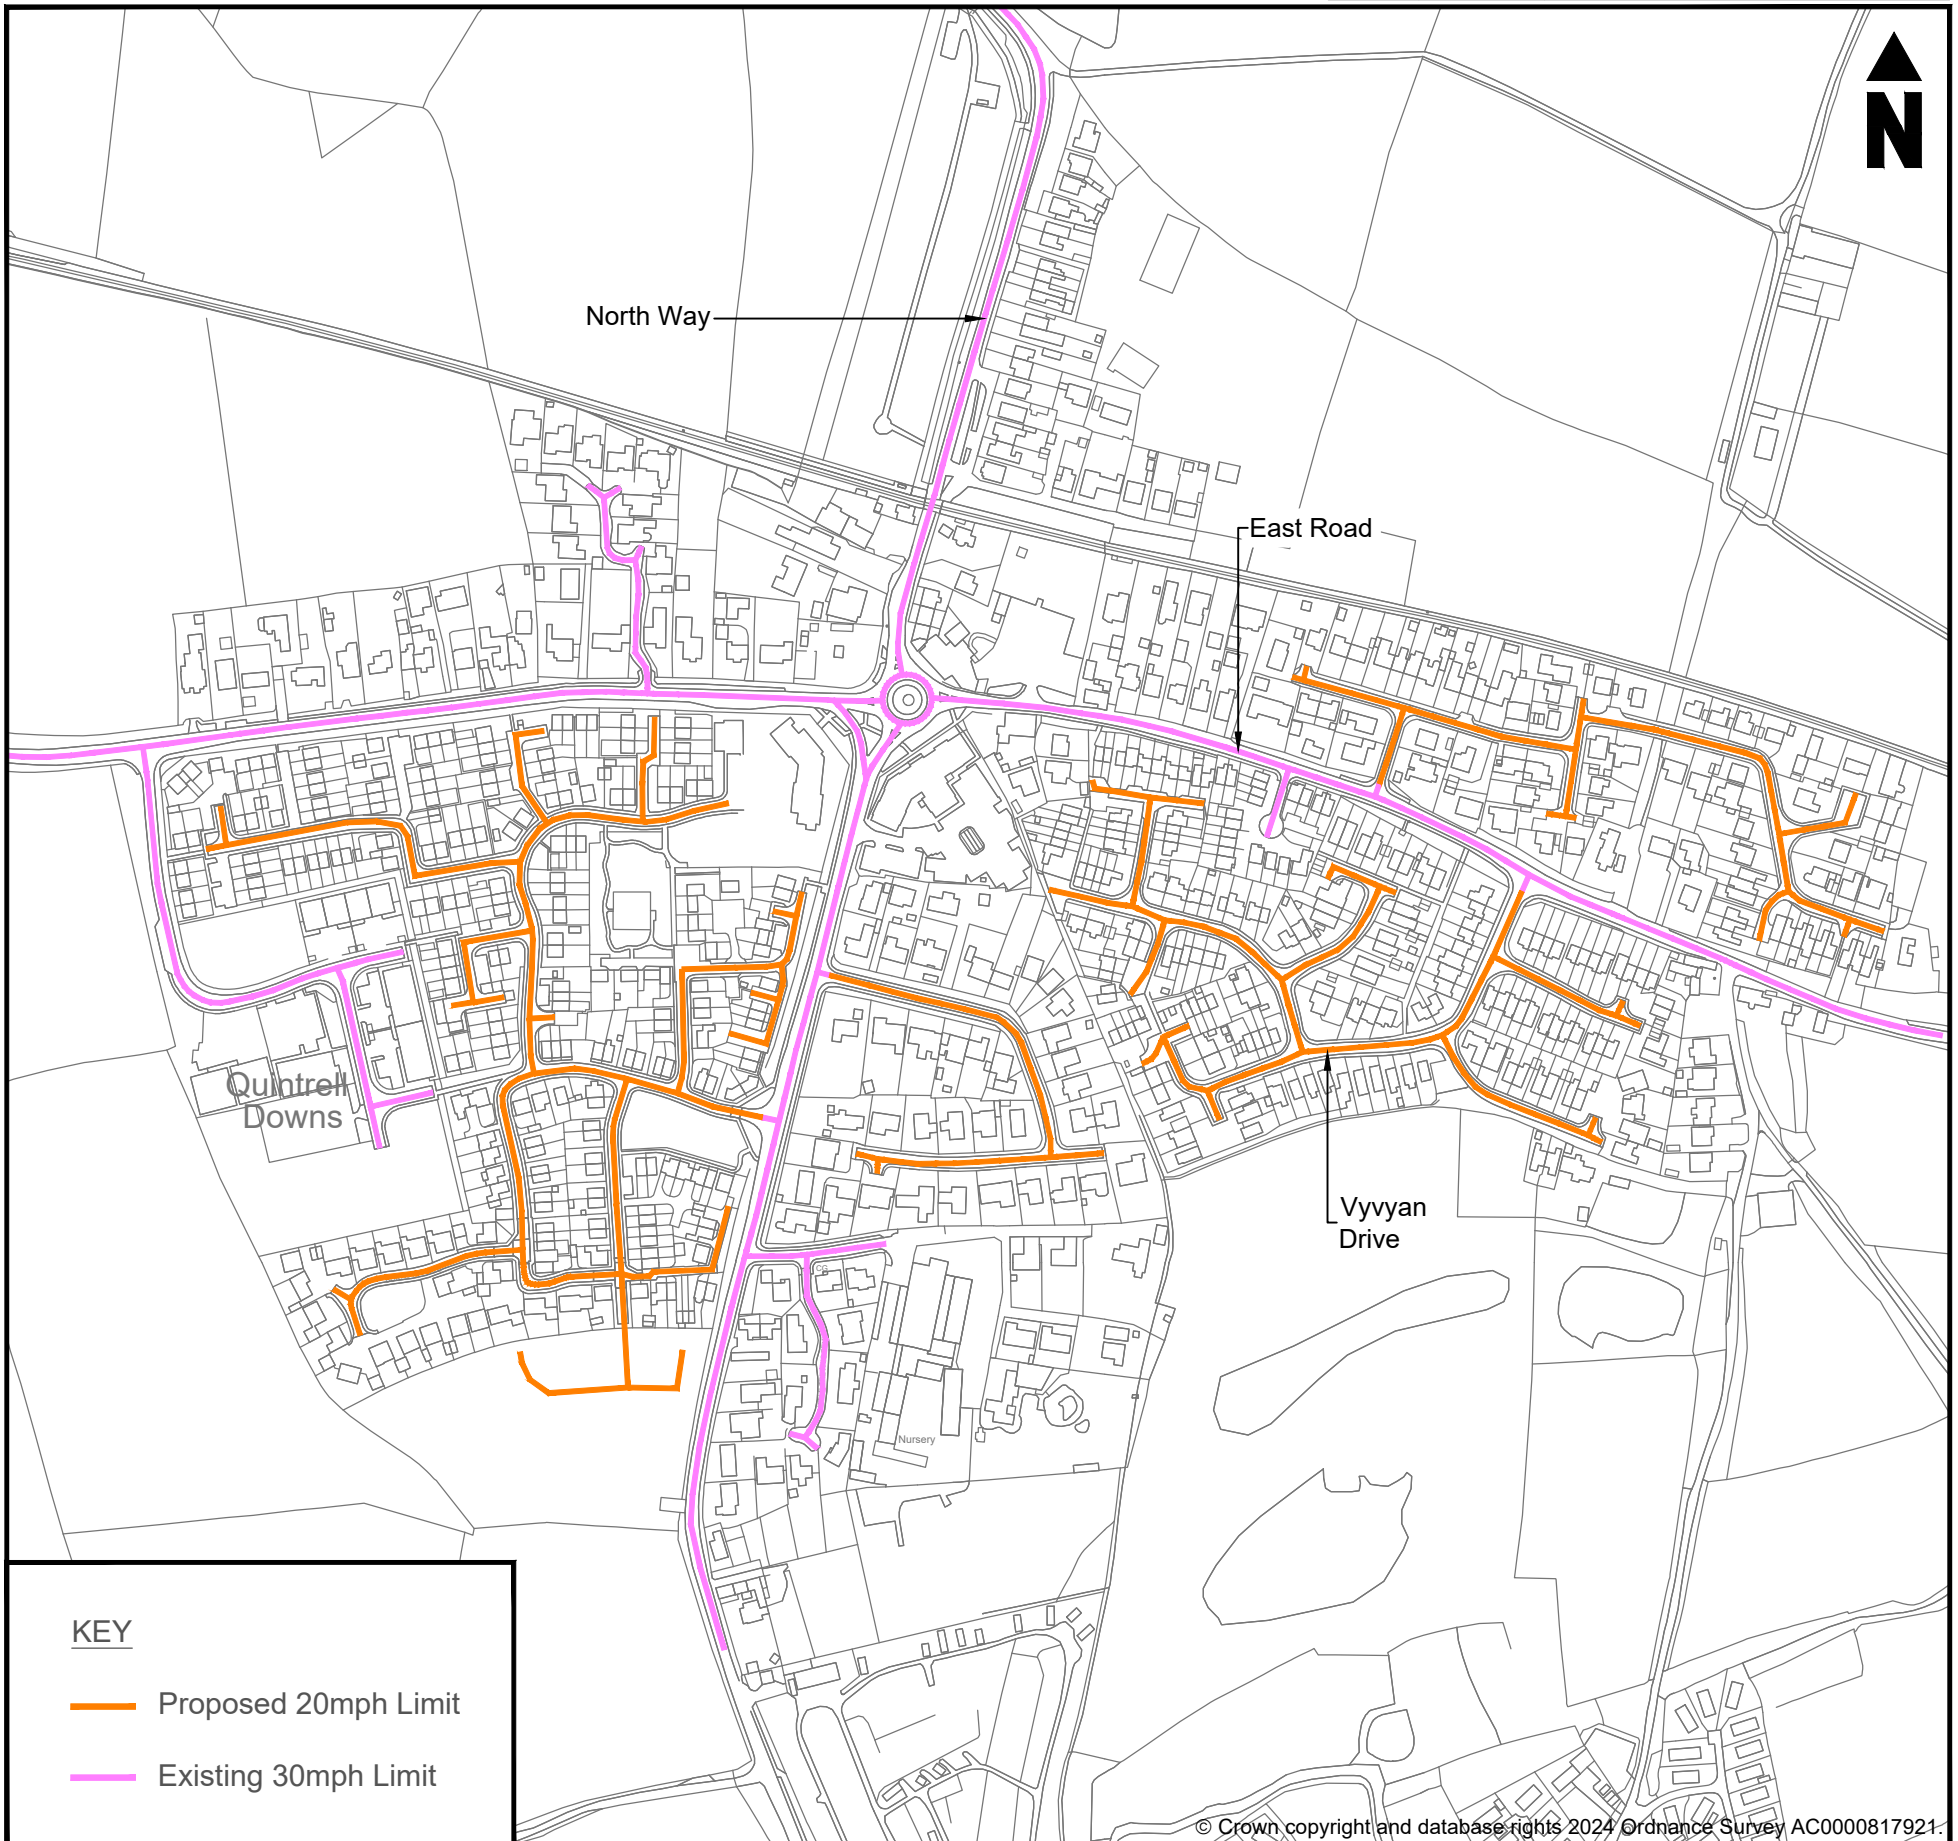 N
North Way
East Road
Quintrell
Downs
Vyvyan
Drive
CG
Nursery
KEY
Proposed 20mph Limit
Existing 30mph Limit
© Crown copyright and database rights 2024 Ordnance Survey AC0000817921.